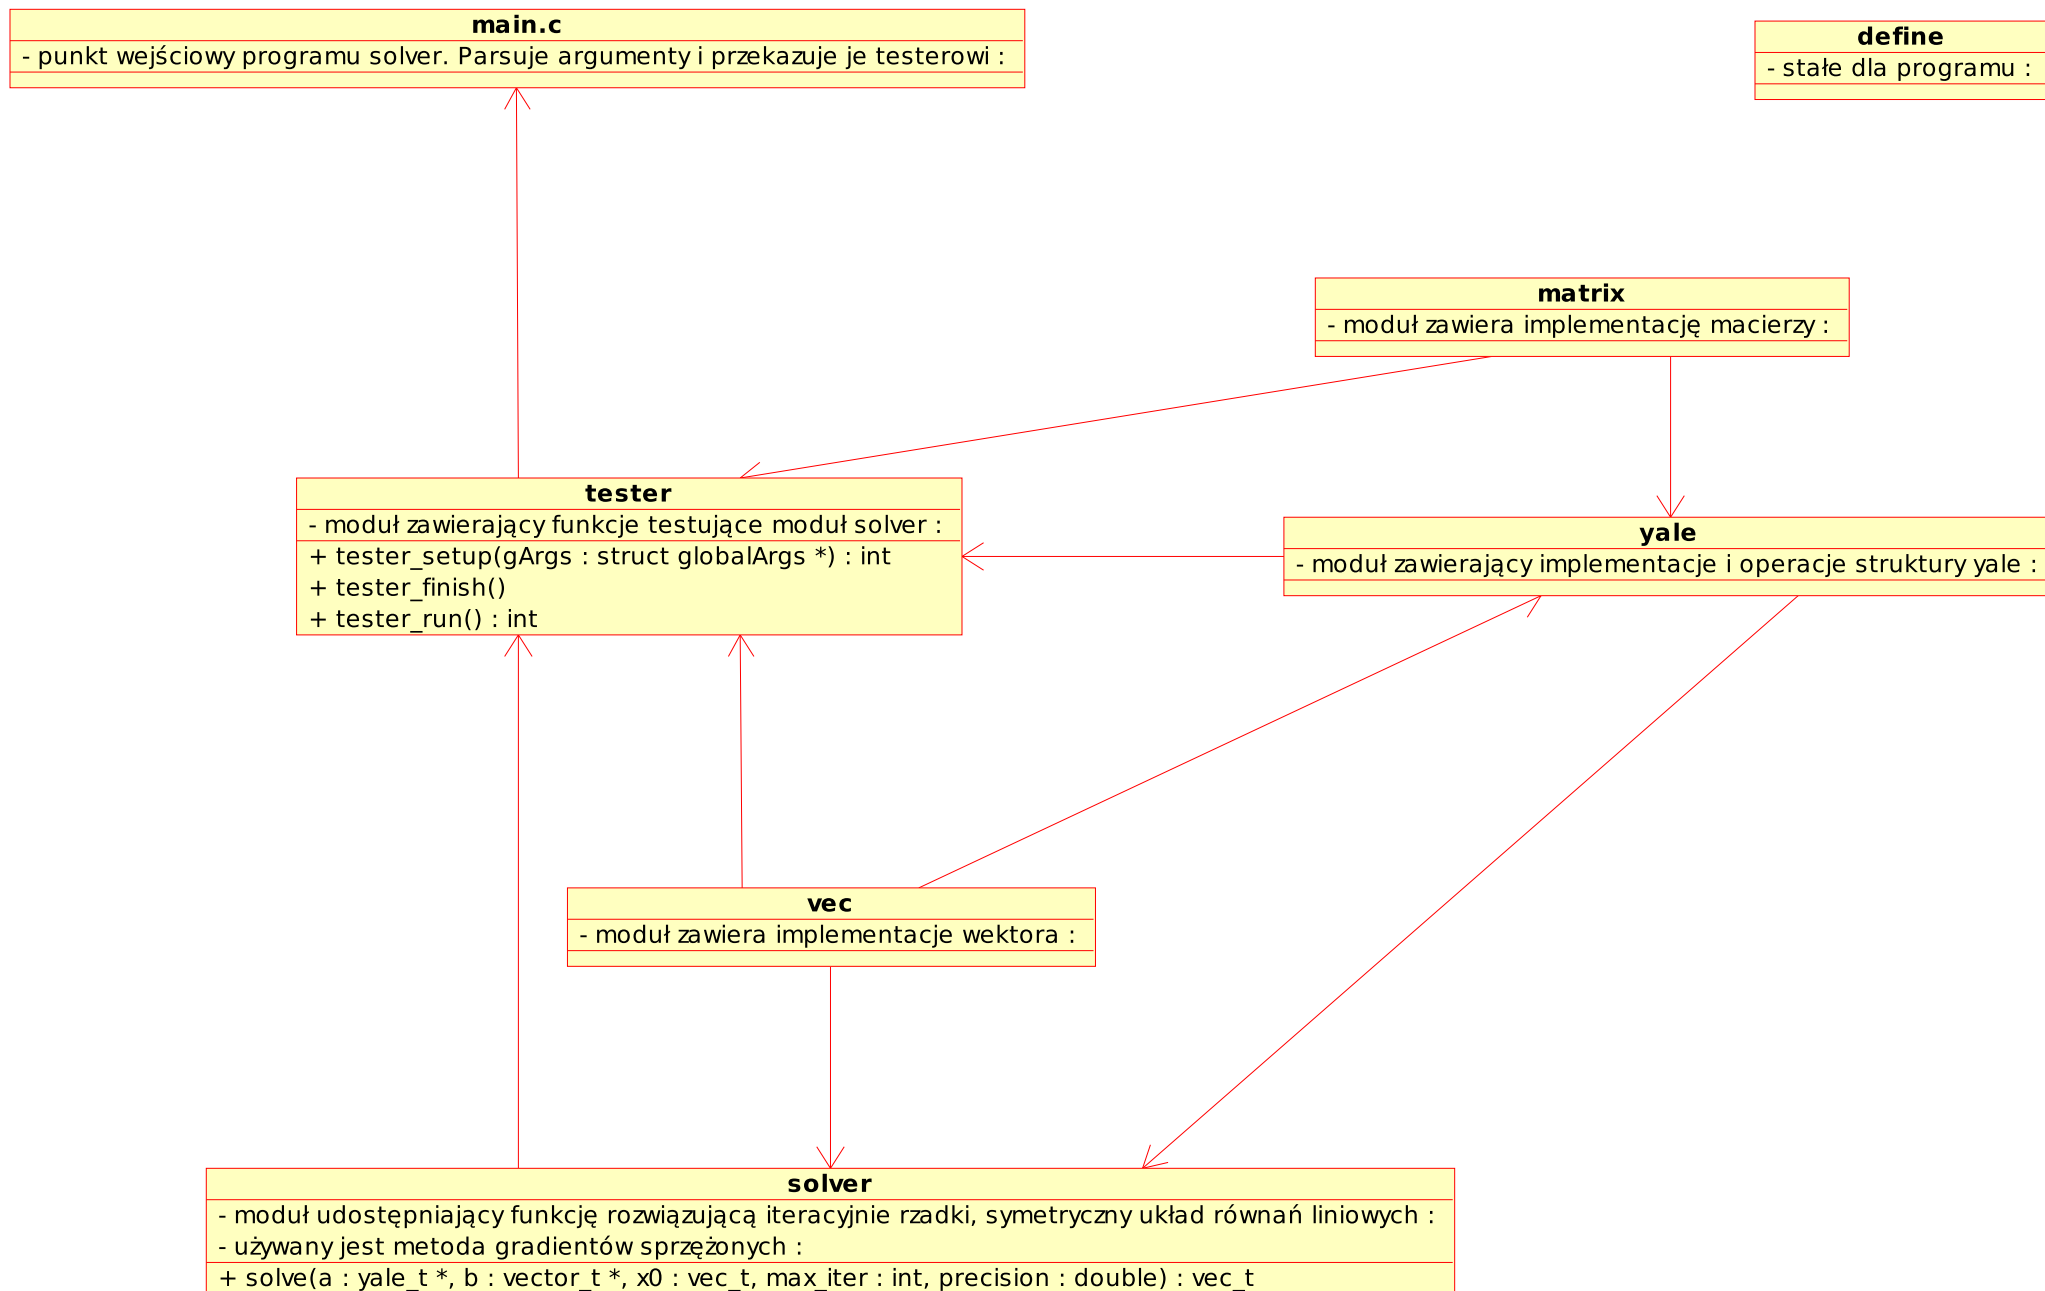 main.c
- punkt wejściowy programu solver. Parsuje argumenty i przekazuje je testerowi :
define
- stałe dla programu :
matrix
- moduł zawiera implementację macierzy :
tester
- moduł zawierający funkcje testujące moduł solver :
+ tester_setup(gArgs : struct globalArgs *) : int
+ tester_finish()
+ tester_run() : int
yale
- moduł zawierający implementacje i operacje struktury yale :
vec
- moduł zawiera implementacje wektora :
solver
- moduł udostępniający funkcję rozwiązującą iteracyjnie rzadki, symetryczny układ równań liniowych :
- używany jest metoda gradientów sprzężonych :
+ solve(a : yale_t *, b : vector_t *, x0 : vec_t, max_iter : int, precision : double) : vec_t